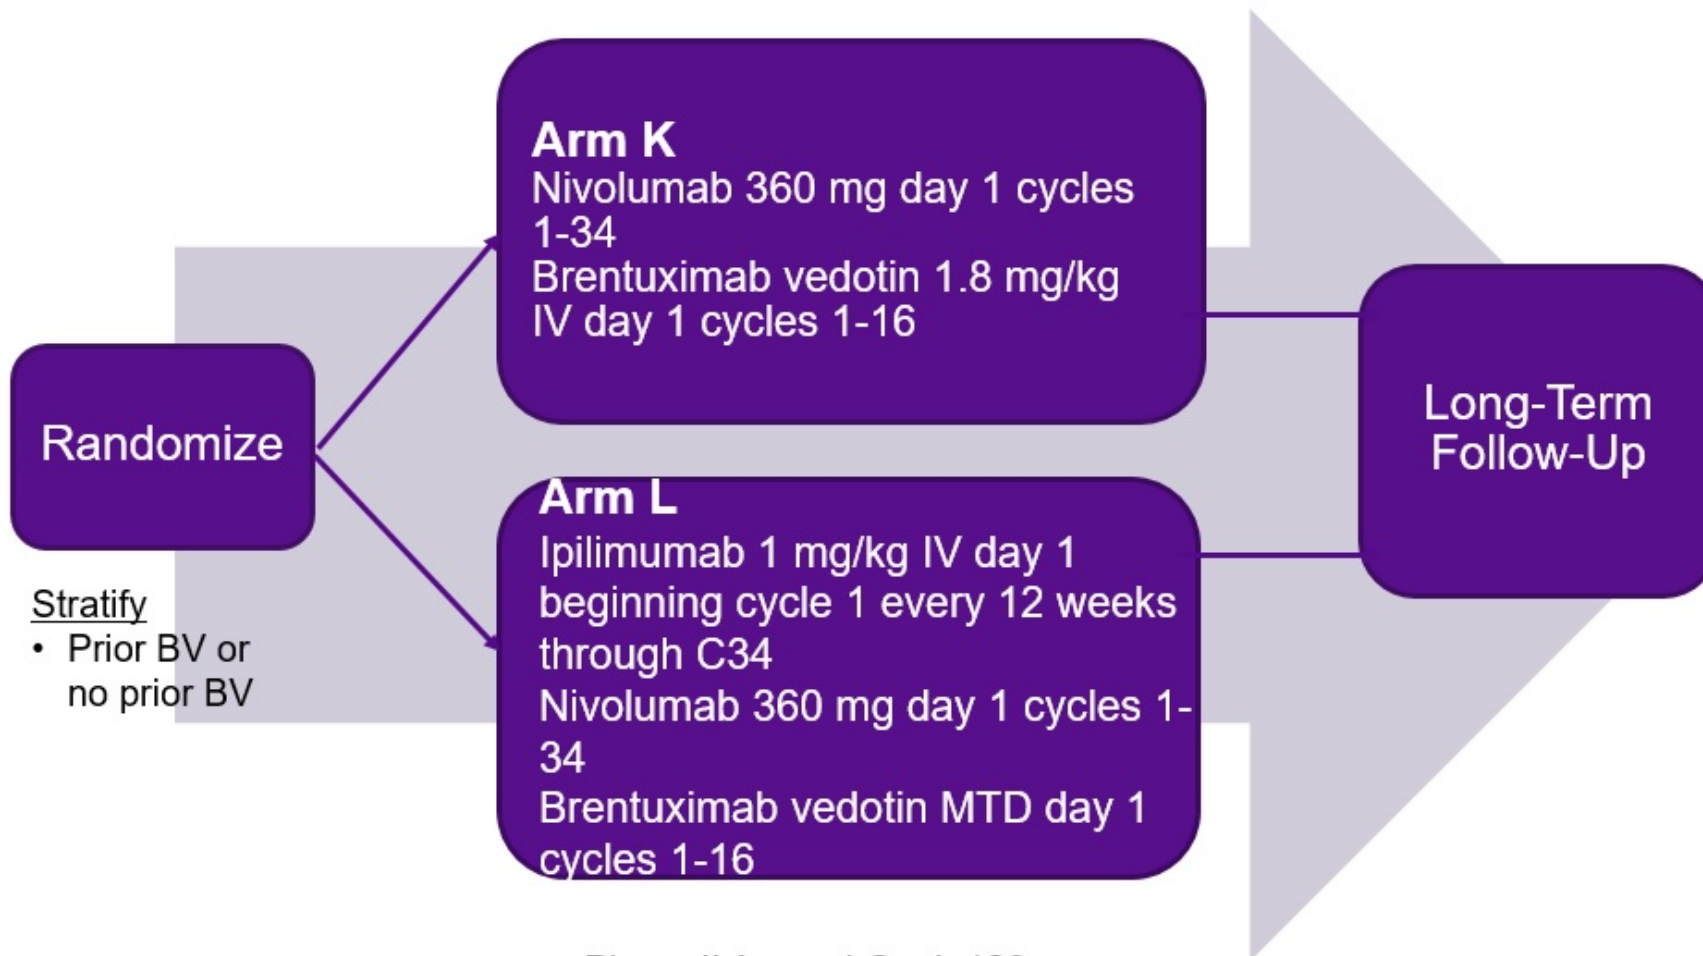 Arm K
Nivolumab 360 mg day 1 cycles
1-34
Brentuximab vedotin 1.8 mg/kg
IV day 1 cycles 1-16
Randomize
Long-Term
Follow-Up
Arm L
Ipilimumab 1 mg/kg IV day 1
beginning cycle 1 every 12 weeks
through C34
Nivolumab 360 mg day 1 cycles 1-
34
Brentuximab vedotin MTD day 1
cycles 1-16
Stratify
• Prior BV or
no prior BV